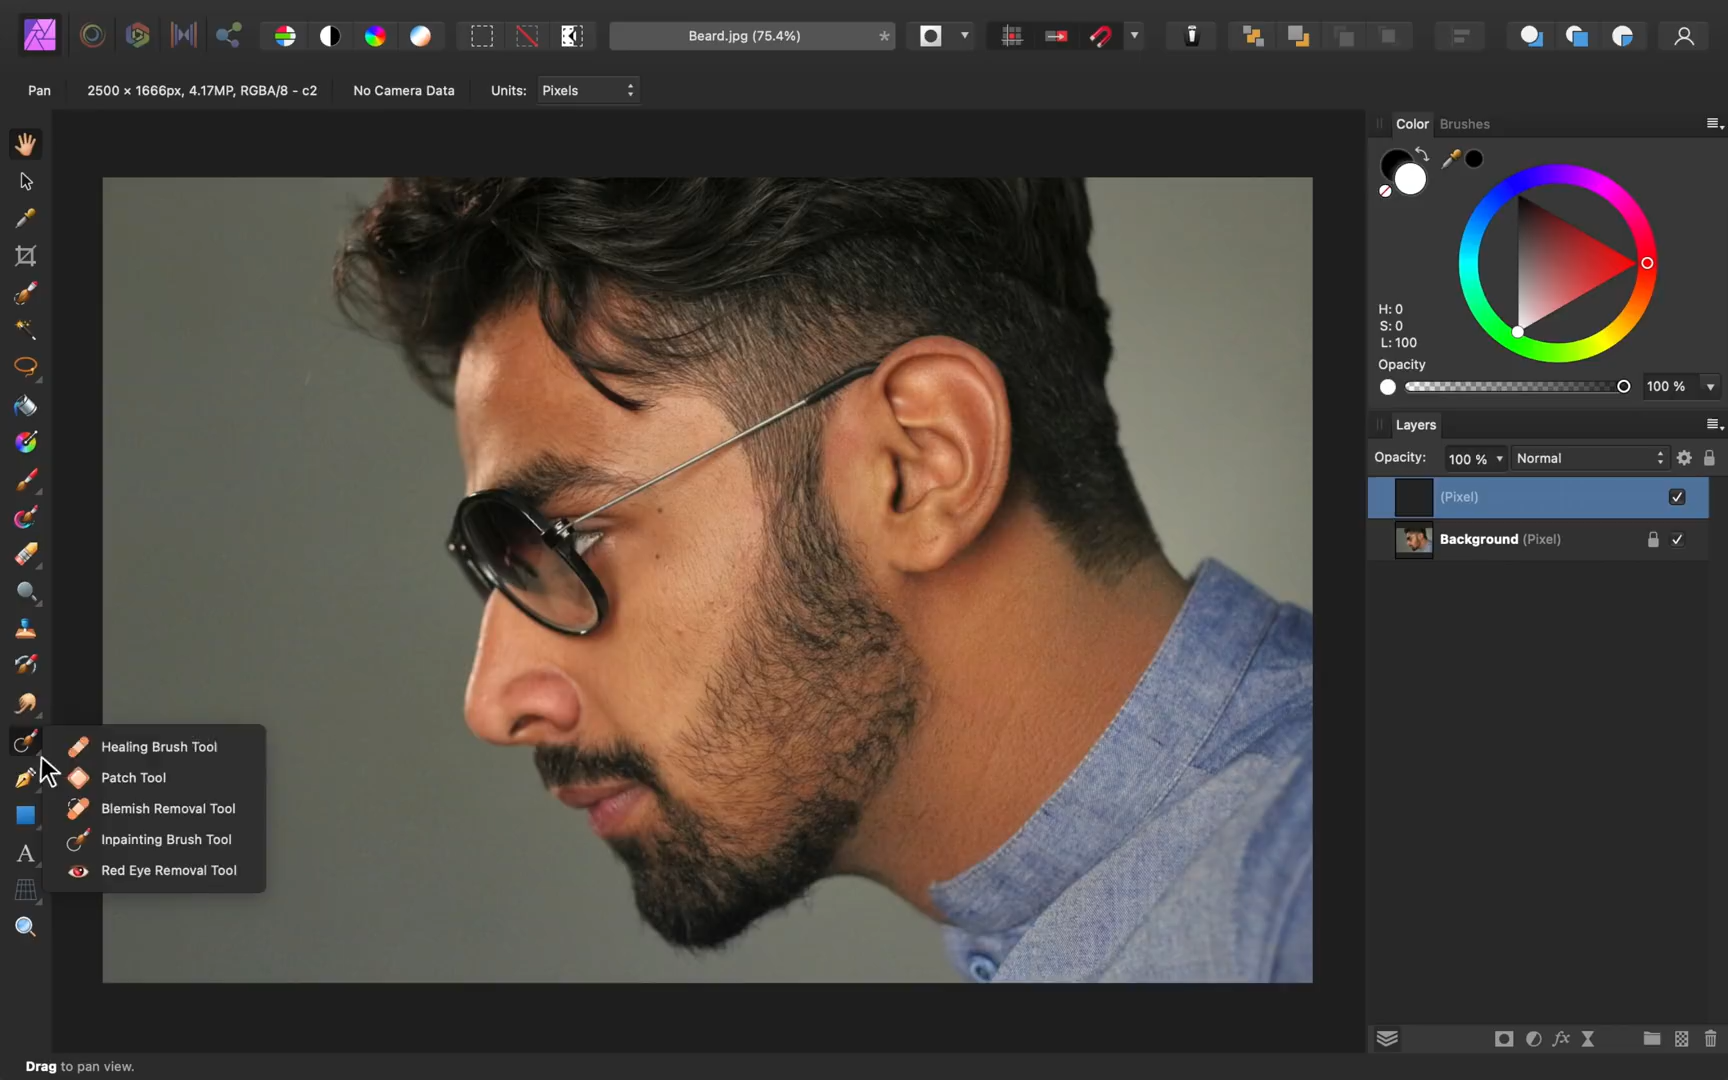 Beard.jpg (75.4%)
*
Pan
2500 × 1666px, 4.17MP, RGBA/8 - c2
No Camera Data
Units:
Pixels
Color
Brushes
H: 0
S: 0
L: 100
Opacity
100 %
Layers
Opacity:
100 %
Normal
(Pixel)
Background (Pixel)
Healing Brush Tool
Patch Tool
Blemish Removal Tool
Inpainting Brush Tool
Red Eye Removal Tool
A
fx
Drag to pan view.